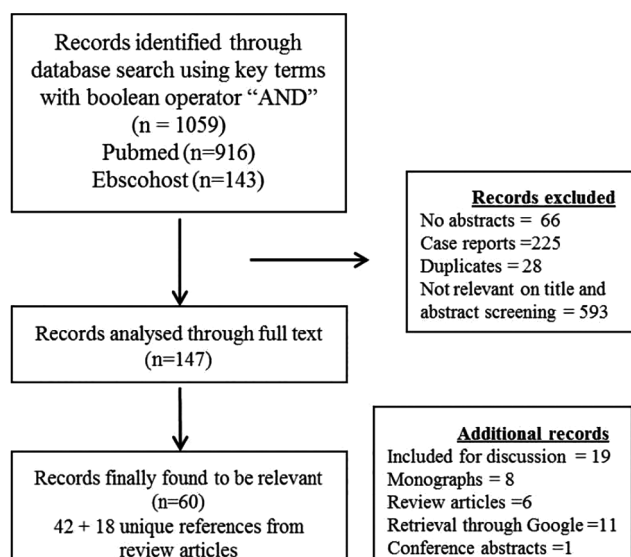 Records identified through
database search using key terms
with boolean operator “AND”
(n = 1059)
Pubmed (n=916)
Ebscohost (n=143)
Records excluded
No abstracts = 66
Case reports =225
Duplicates = 28
Not relevant on title and
abstract screening = 593
Records analysed through full text
(n=147)
Additional records
Included for discussion = 19
Monographs = 8
Review articles =6
Retrieval through Google =11
Conference abstracts =1
Records finally found to be relevant
(n=60)
42 + 18 unique references from
review articles